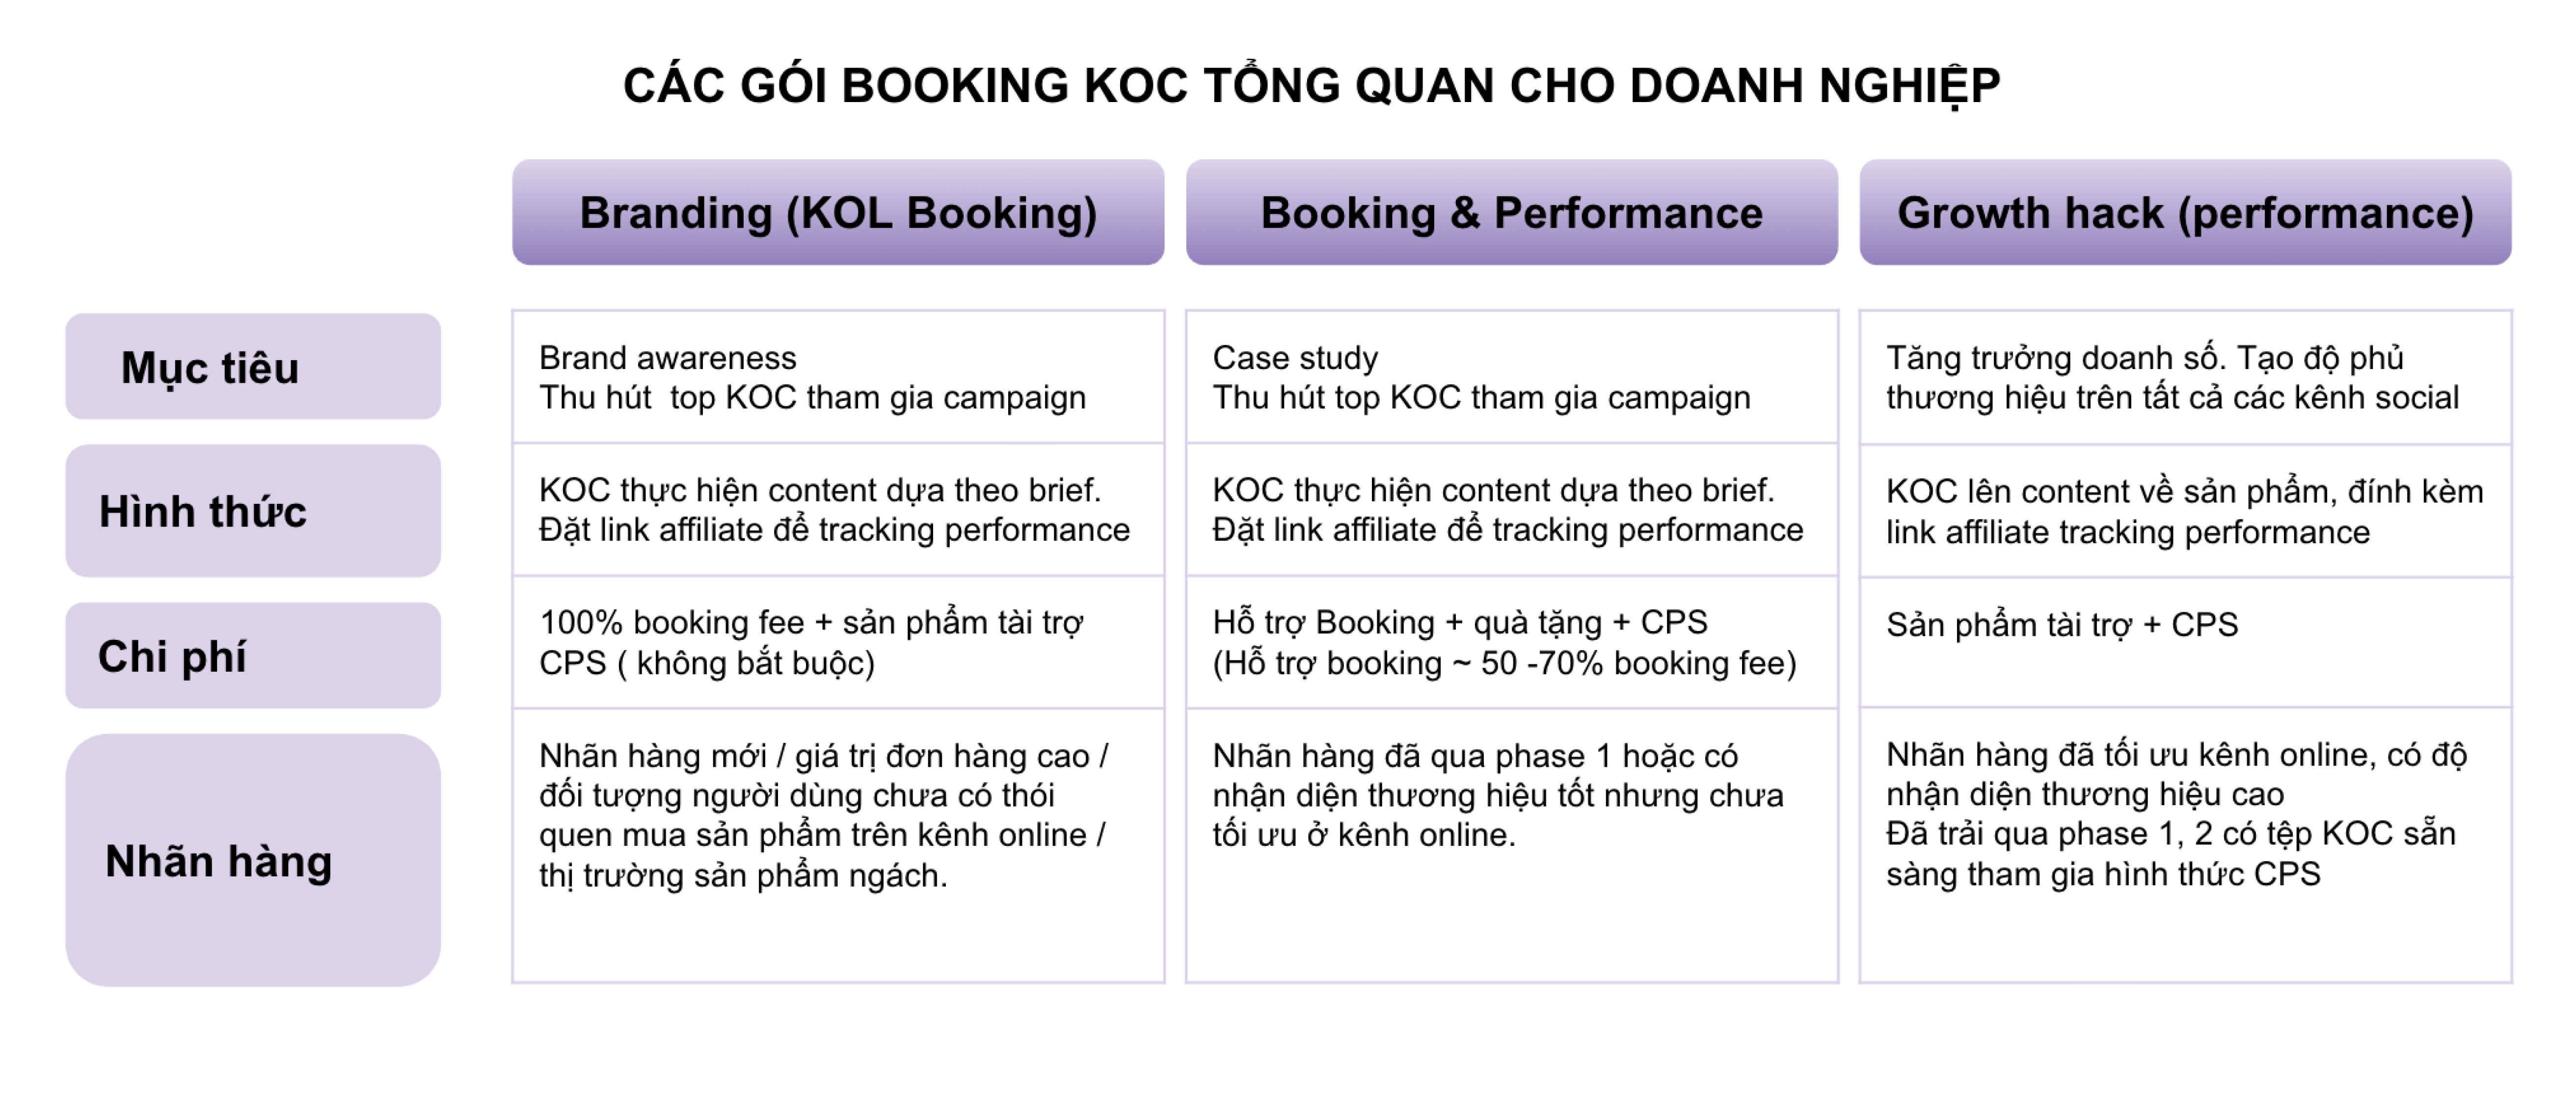 CÁC GÓI BOOKING KOC TỔNG QUAN CHO DOANH NGHIỆP
Branding (KOL Booking)
Booking & Performance
Growth hack (performance)
Mục tiêu
Brand awareness
Thu hút  top KOC tham gia campaign
Case study
Thu hút top KOC tham gia campaign
Tăng trưởng doanh số. Tạo độ phủ
thương hiệu trên tất cả các kênh social
Hình thức
KOC thực hiện content dựa theo brief.
Đặt link affiliate để tracking performance
KOC thực hiện content dựa theo brief.
Đặt link affiliate để tracking performance
KOC lên content về sản phẩm, đính kèm
link affiliate tracking performance
Chi phí
100% booking fee + sản phẩm tài trợ
CPS ( không bắt buộc)
Hỗ trợ Booking + quà tặng + CPS
(Hỗ trợ booking ~ 50 -70% booking fee)
Sản phẩm tài trợ + CPS
Nhãn hàng
Nhãn hàng mới / giá trị đơn hàng cao /
đối tượng người dùng chưa có thói
quen mua sản phẩm trên kênh online /
thị trường sản phẩm ngách.
Nhãn hàng đã qua phase 1 hoặc có
nhận diện thương hiệu tốt nhưng chưa
tối ưu ở kênh online.
Nhãn hàng đã tối ưu kênh online, có độ
nhận diện thương hiệu cao
Đã trải qua phase 1, 2 có tệp KOC sẵn
sàng tham gia hình thức CPS